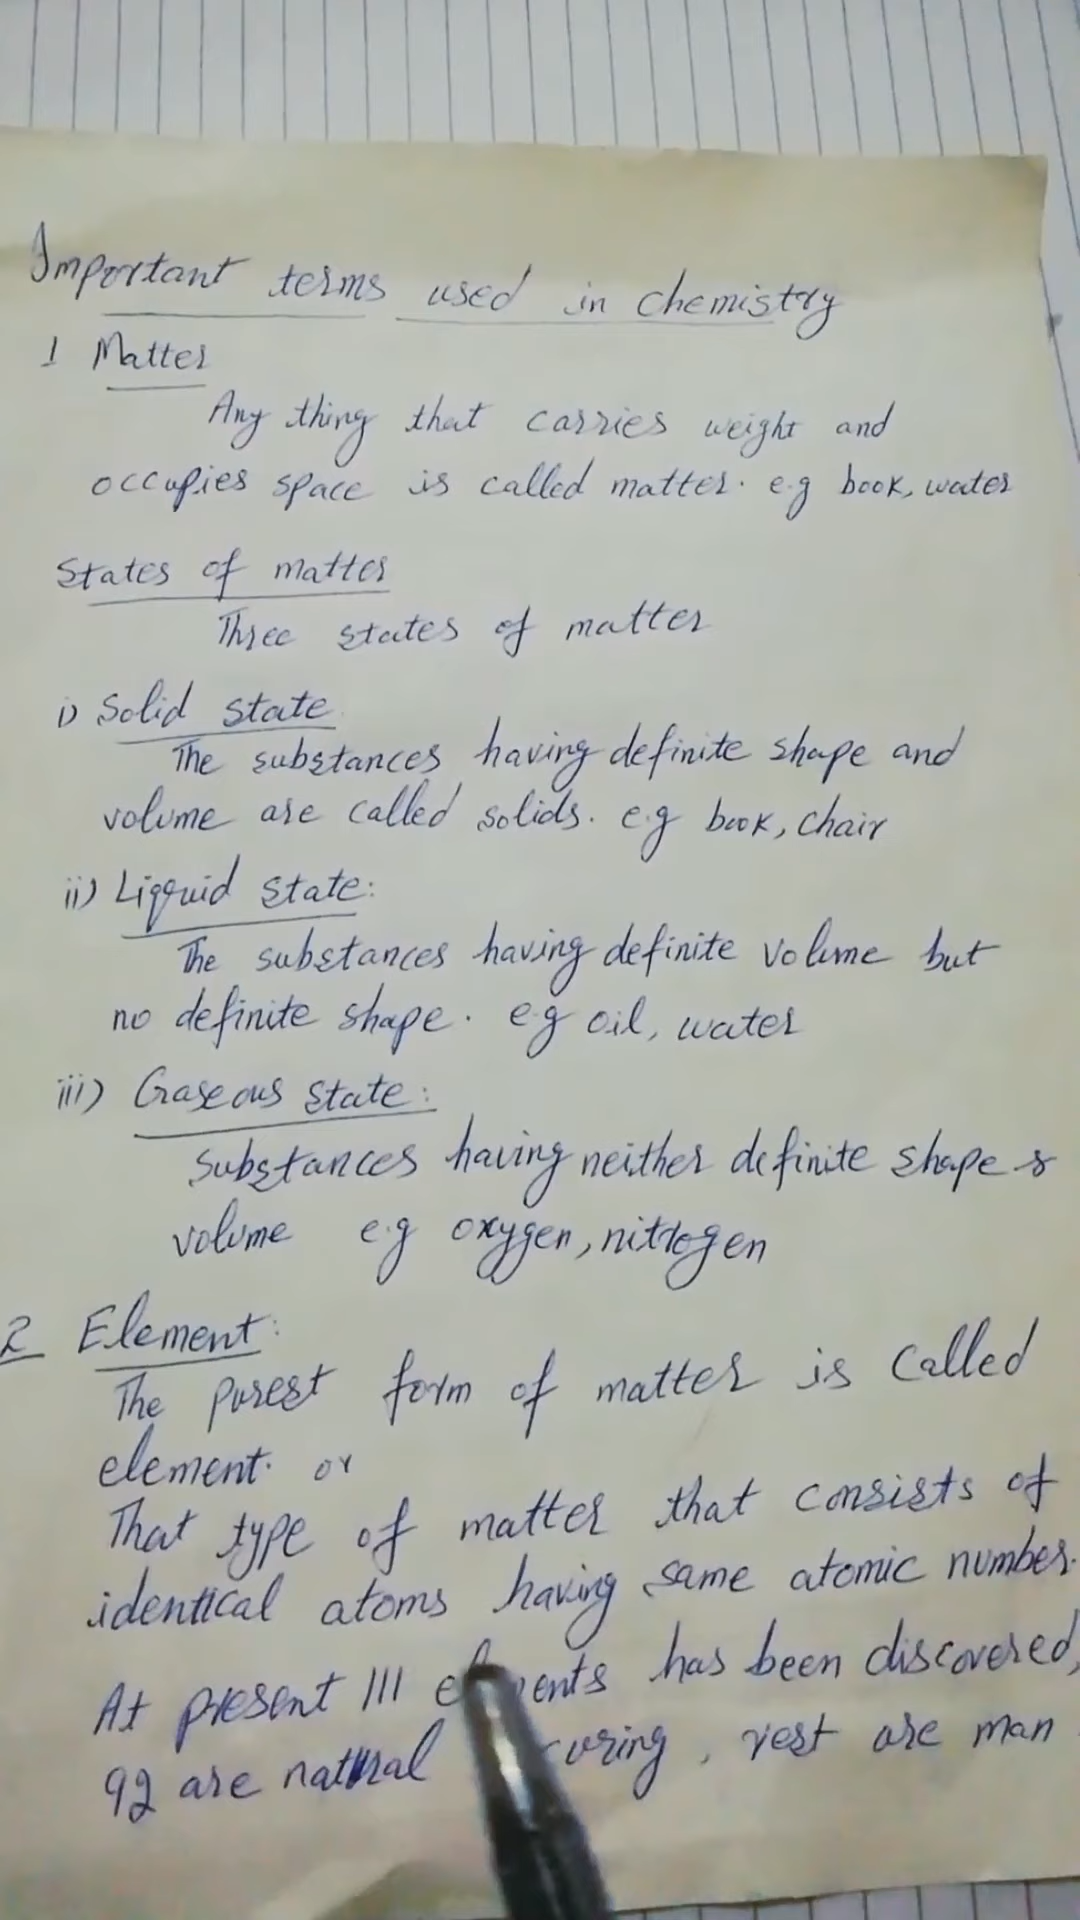 Important terms used in chemistry
1 Matter
Any thing that carries weight and
occupies space is called matter. e.g book, water
States of matter
Three states of matter
i) Solid state
The substances having definite shape and
volume are called solids. e.g book, chair
ii) Liquid state:
The substances having definite volume but
no definite shape. e.g oil, water
iii) Gaseous state:
Substances having neither definite shape &
volume e.g oxygen, nitrogen
2 Element:
The purest form of matter is called
element. or
That type of matter that consists of
identical atoms having same atomic number.
At present 111 has been discovered,
92 are natural , rest are man